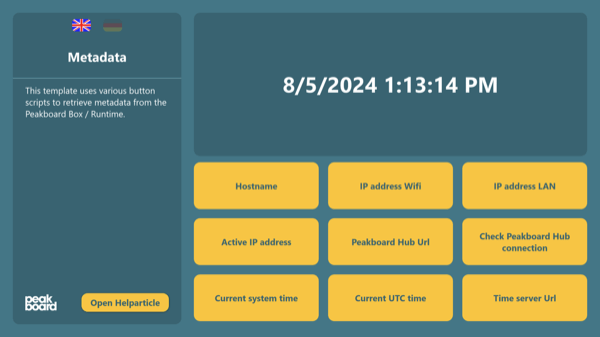 Metadata
This template uses various button
scripts to retrieve metadata from the
Peakboard Box / Runtime.
peak
board
Open Helparticle
8/5/2024 1:13:14 PM
Hostname
IP address Wifi
IP address LAN
Active IP address
Peakboard Hub Url
Check Peakboard Hub
connection
Current system time
Current UTC time
Time server Url